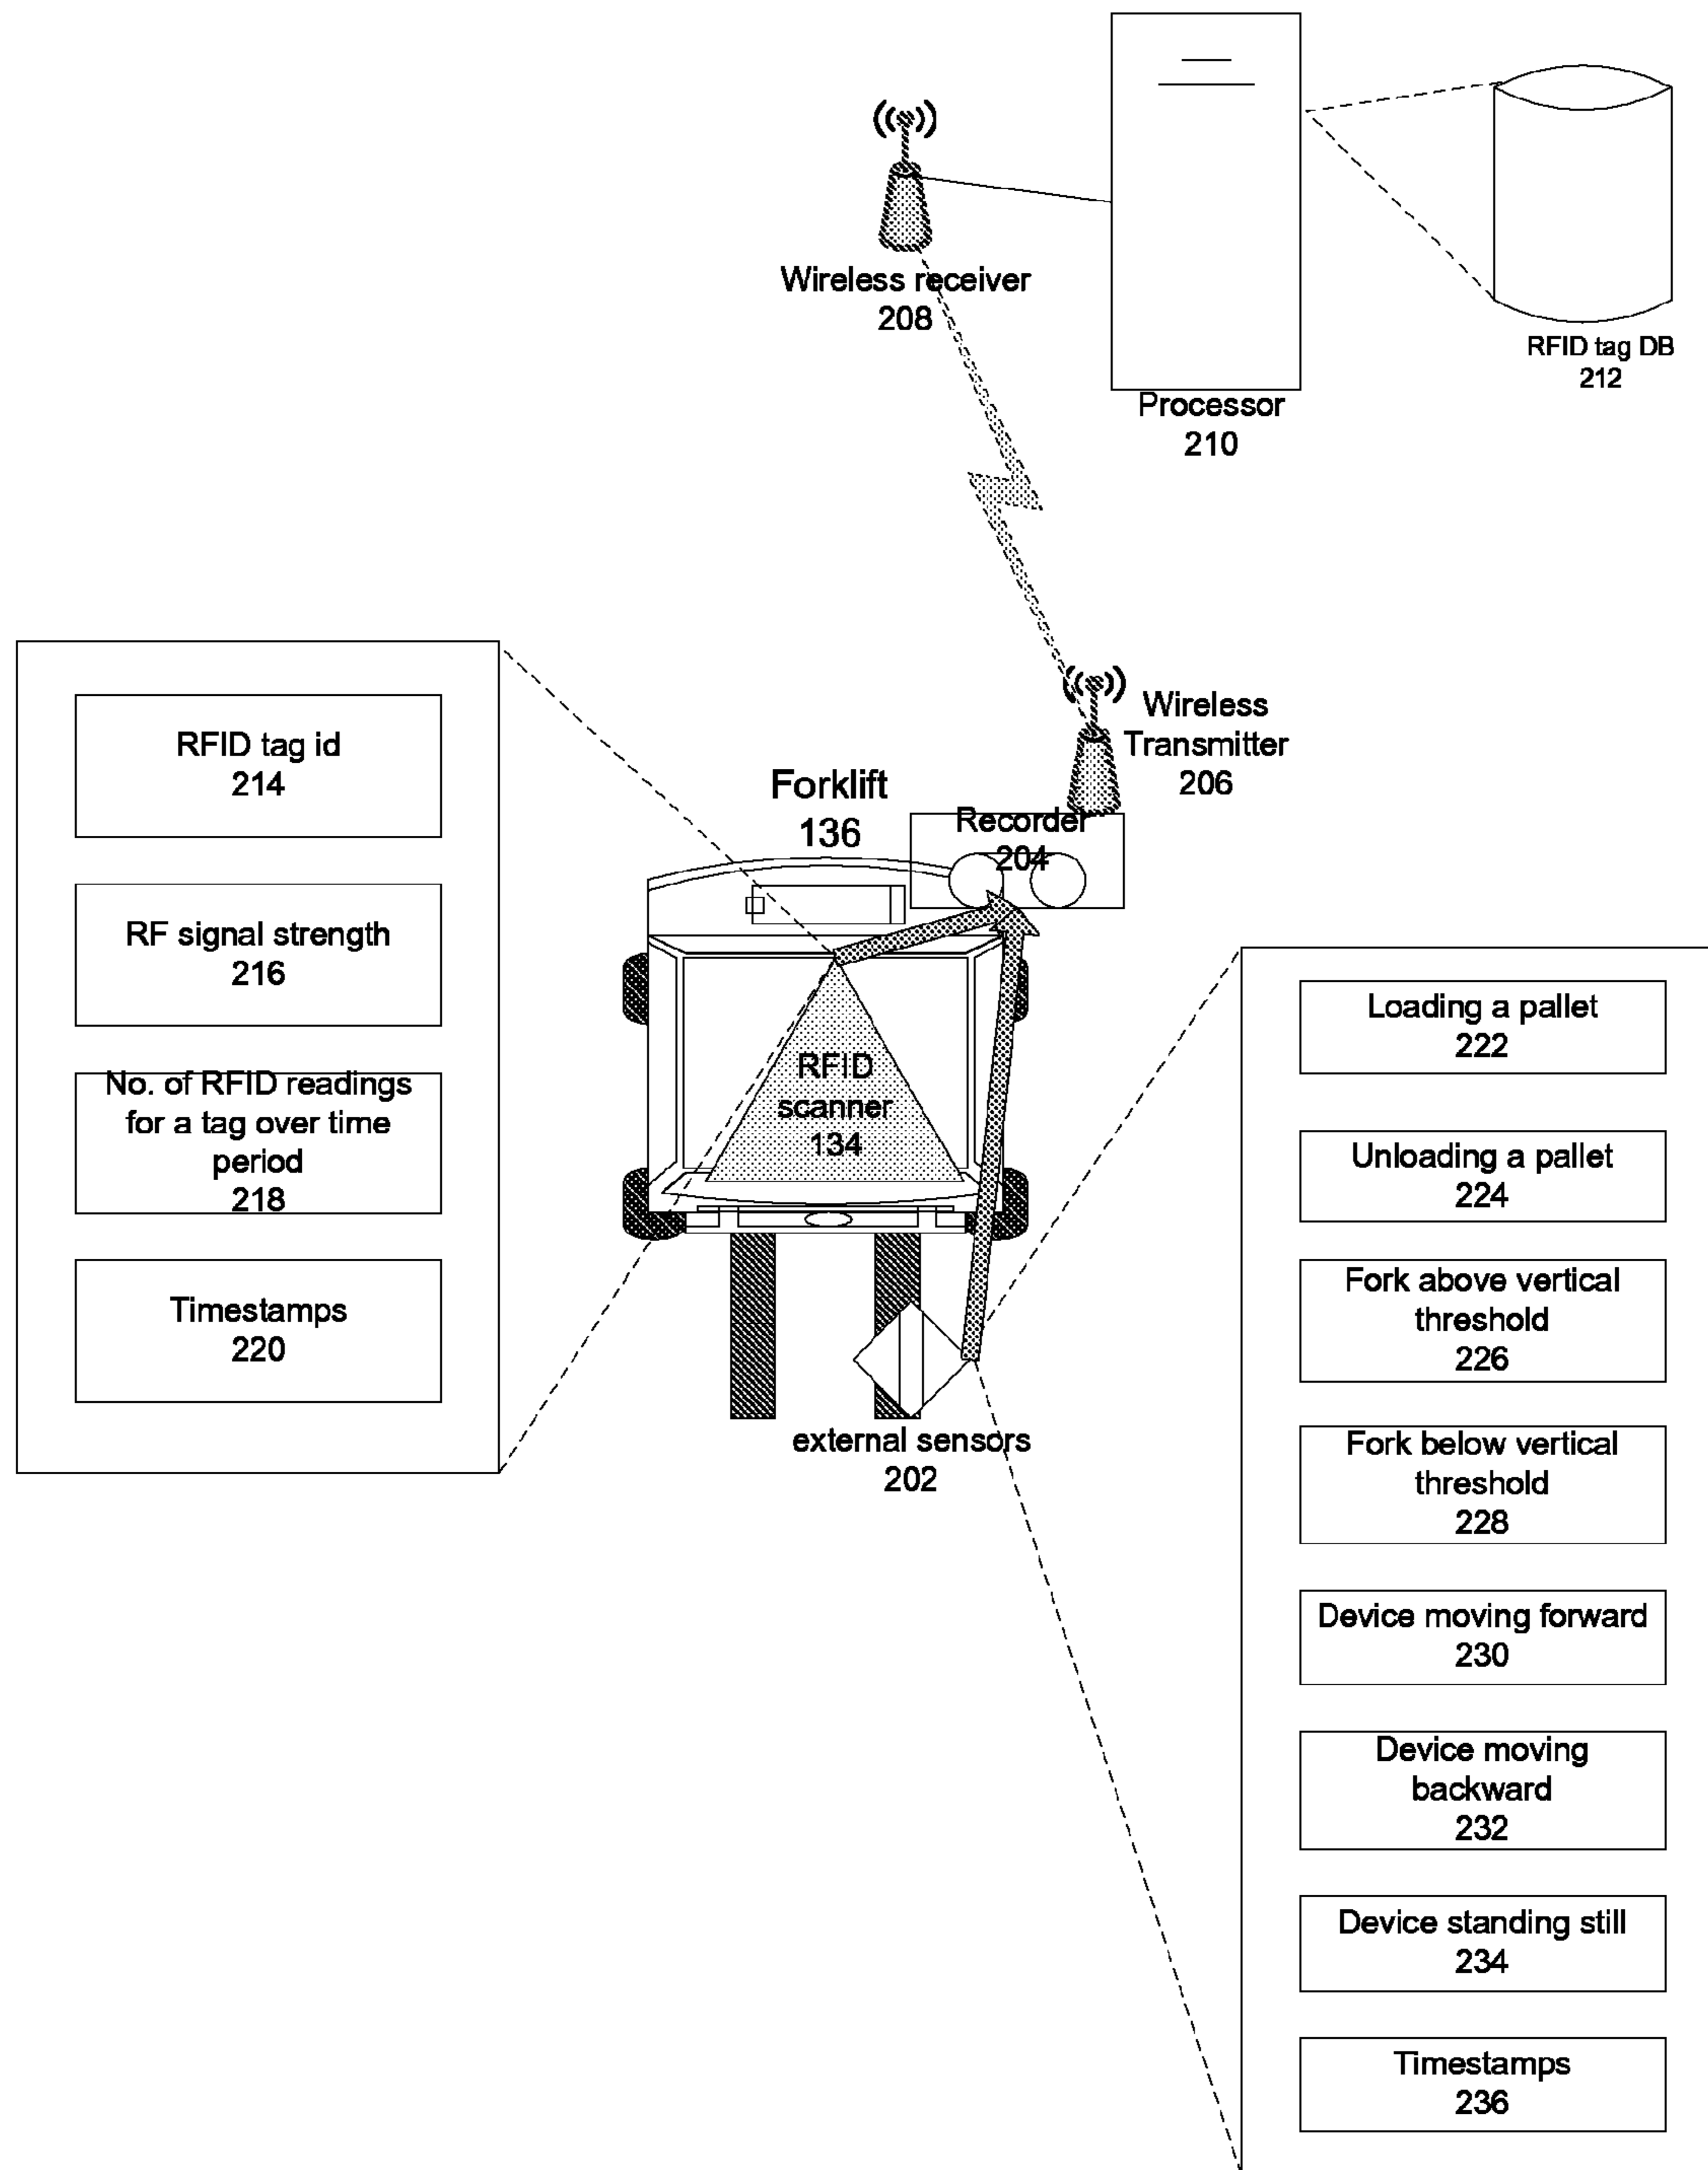 Wireless receiver
208
Processor
210
RFID tag DB
212
Wireless
Transmitter
206
Forklift
136
Recorder
204
RFID tag id
214
RF signal strength
216
No. of RFID readings
for a tag over time
period
218
Timestamps
220
RFID
scanner
134
external sensors
202
Loading a pallet
222
Unloading a pallet
224
Fork above vertical
threshold
226
Fork below vertical
threshold
228
Device moving forward
230
Device moving
backward
232
Device standing still
234
Timestamps
236